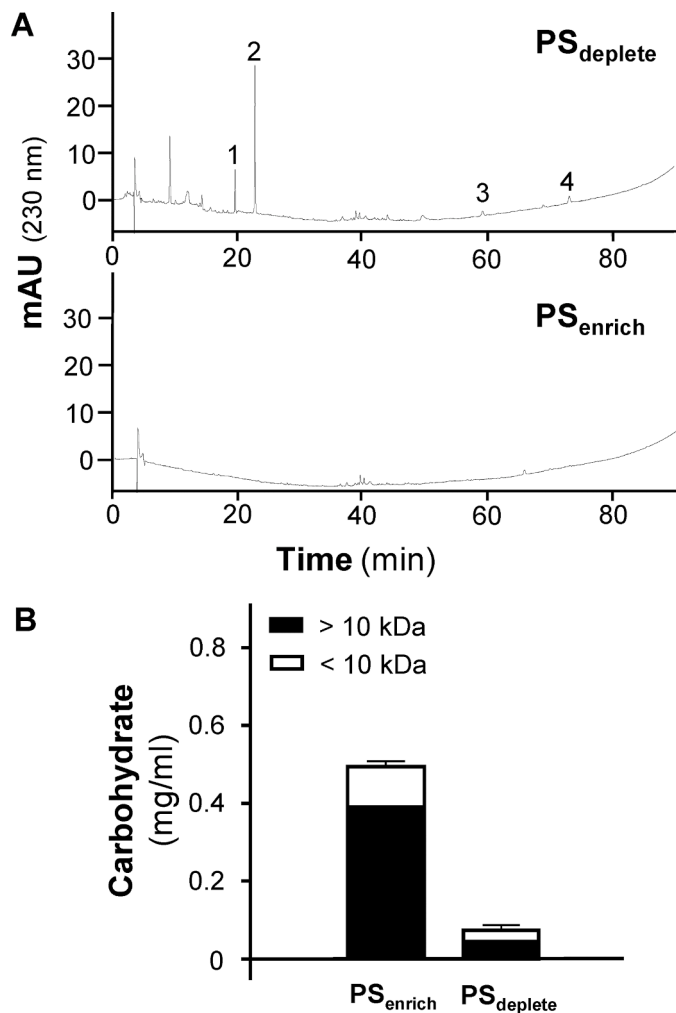 A
PSdeplete
30
20
10
0
1
2
3
4
0 20 40 60 80
mAU (230 nm)
PSenrich
30
20
10
0
0 20 40 60 80
Time (min)
B
> 10 kDa
< 10 kDa
0.8
0.6
0.4
0.2
0
Carbohydrate
(mg/ml)
PSenrich PSdeplete